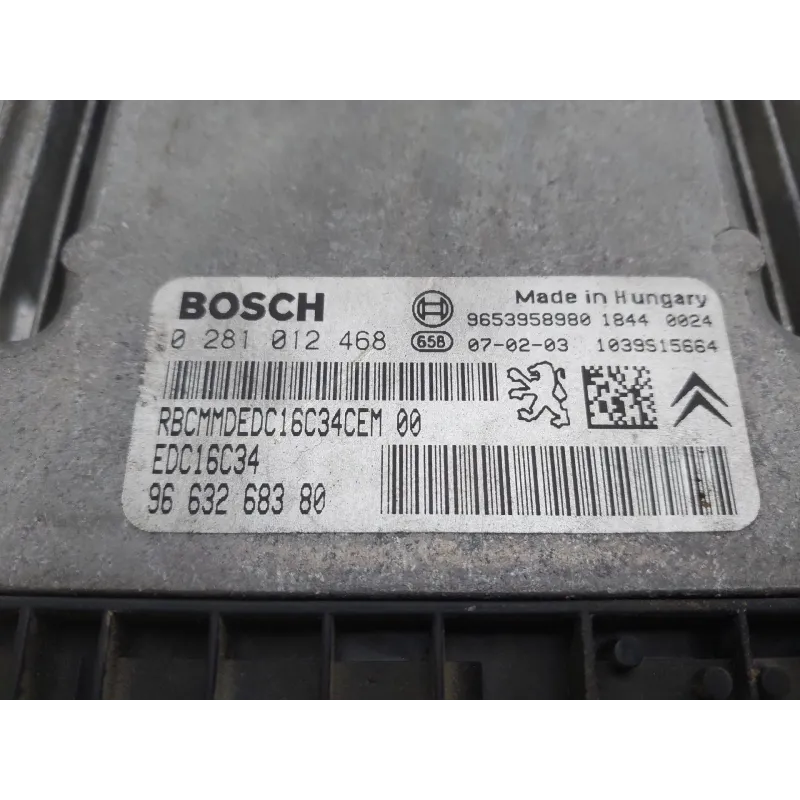 BOSCH
Made in Hungary
0 281 012 468
9653958980 1844 0024
658 07-02-03 1039S15664
RBCMMDEDC16C34CEM 00
EDC16C34
96 632 683 80